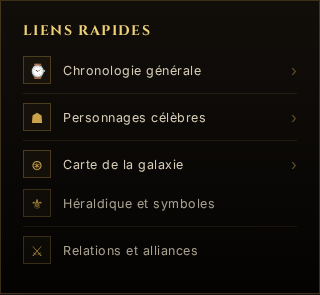 LIENS RAPIDES
Chronologie générale
Personnages célèbres
Carte de la galaxie
Héraldique et symboles
Relations et alliances